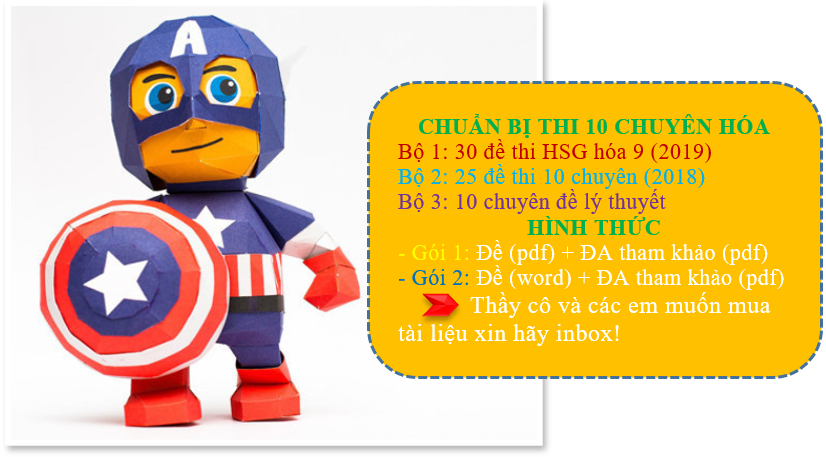 A
CHUẨN BỊ THI 10 CHUYÊN HÓA
Bộ 1: 30 đề thi HSG hóa 9 (2019)
Bộ 2: 25 đề thi 10 chuyên (2018)
Bộ 3: 10 chuyên đề lý thuyết
HÌNH THỨC
- Gói 1: Đề (pdf) + ĐA tham khảo (pdf)
- Gói 2: Đề (word) + ĐA tham khảo (pdf)
Thầy cô và các em muốn mua
tài liệu xin hãy inbox!